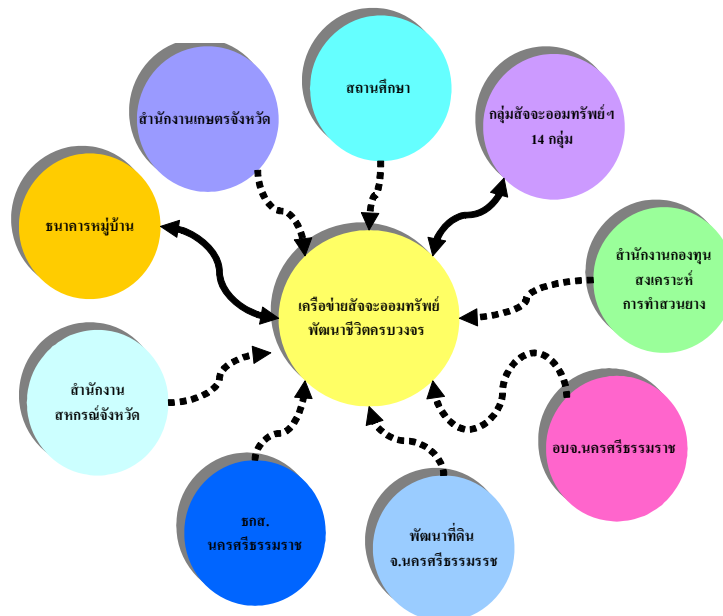 สถานศึกษา
สำนักงานเกษตรจังหวัด
กลุ่มสัจจะออมทรัพย์ฯ
14 กลุ่ม
ธนาคารหมู่บ้าน
สำนักงานกองทุน
สงเคราะห์
การทำสวนยาง
เครือข่ายสัจจะออมทรัพย์
พัฒนาชีวิตครบวงจร
สำนักงาน
สหกรณ์จังหวัด
อบจ.นครศรีธรรมราช
ธกส.
นครศรีธรรมราช
พัฒนาที่ดิน
จ.นครศรีธรรมรรช